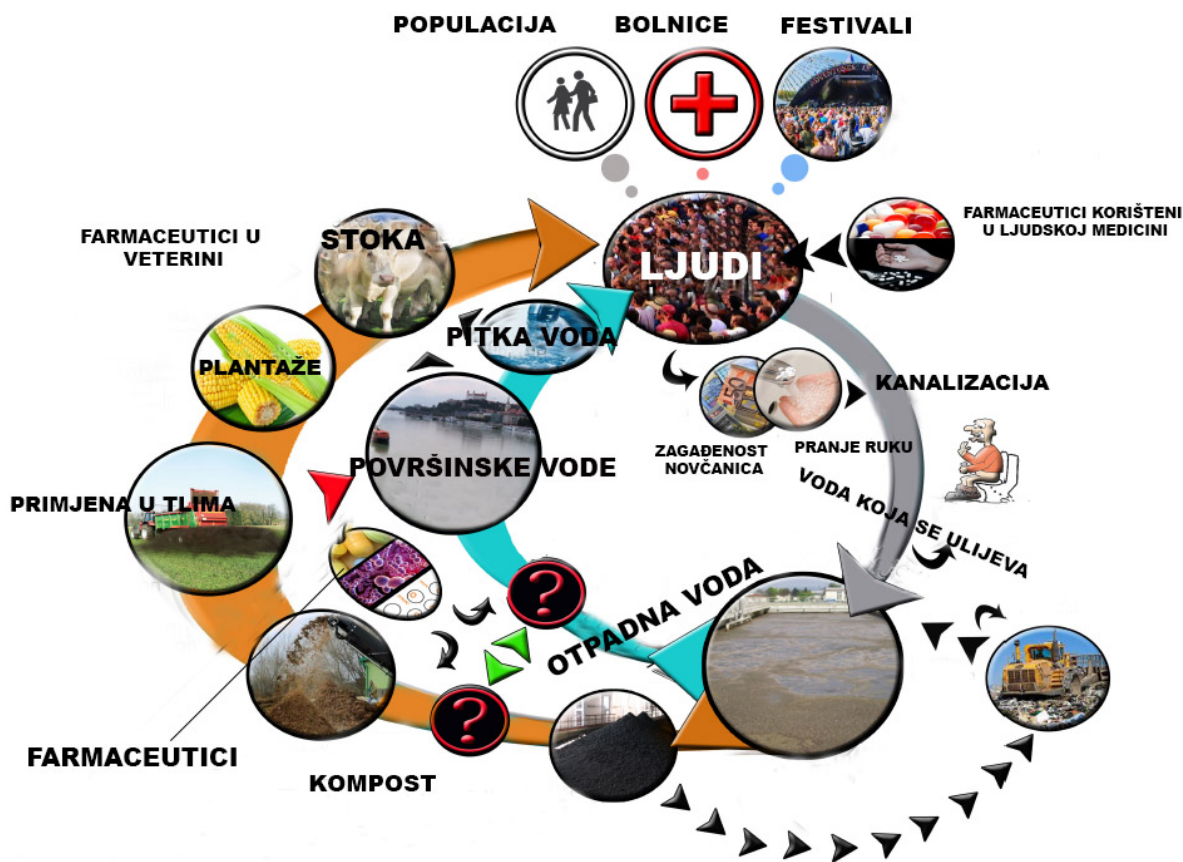 POPULACIJA
BOLNICE
FESTIVALI
FARMACEUTICI U
VETERINI
STOKA
LJUDI
FARMACEUTICI KORIŠTENI
U LJUDSKOJ MEDICINI
PITKA VODA
PLANTAŽE
KANALIZACIJA
ZAGAĐENOST
NOVČANICA
PRANJE RUKU
POVRŠINSKE VODE
PRIMJENA U TLIMA
VODA KOJA SE ULIJEVA
?
OTPADNA VODA
?
FARMACEUTICI
KOMPOST